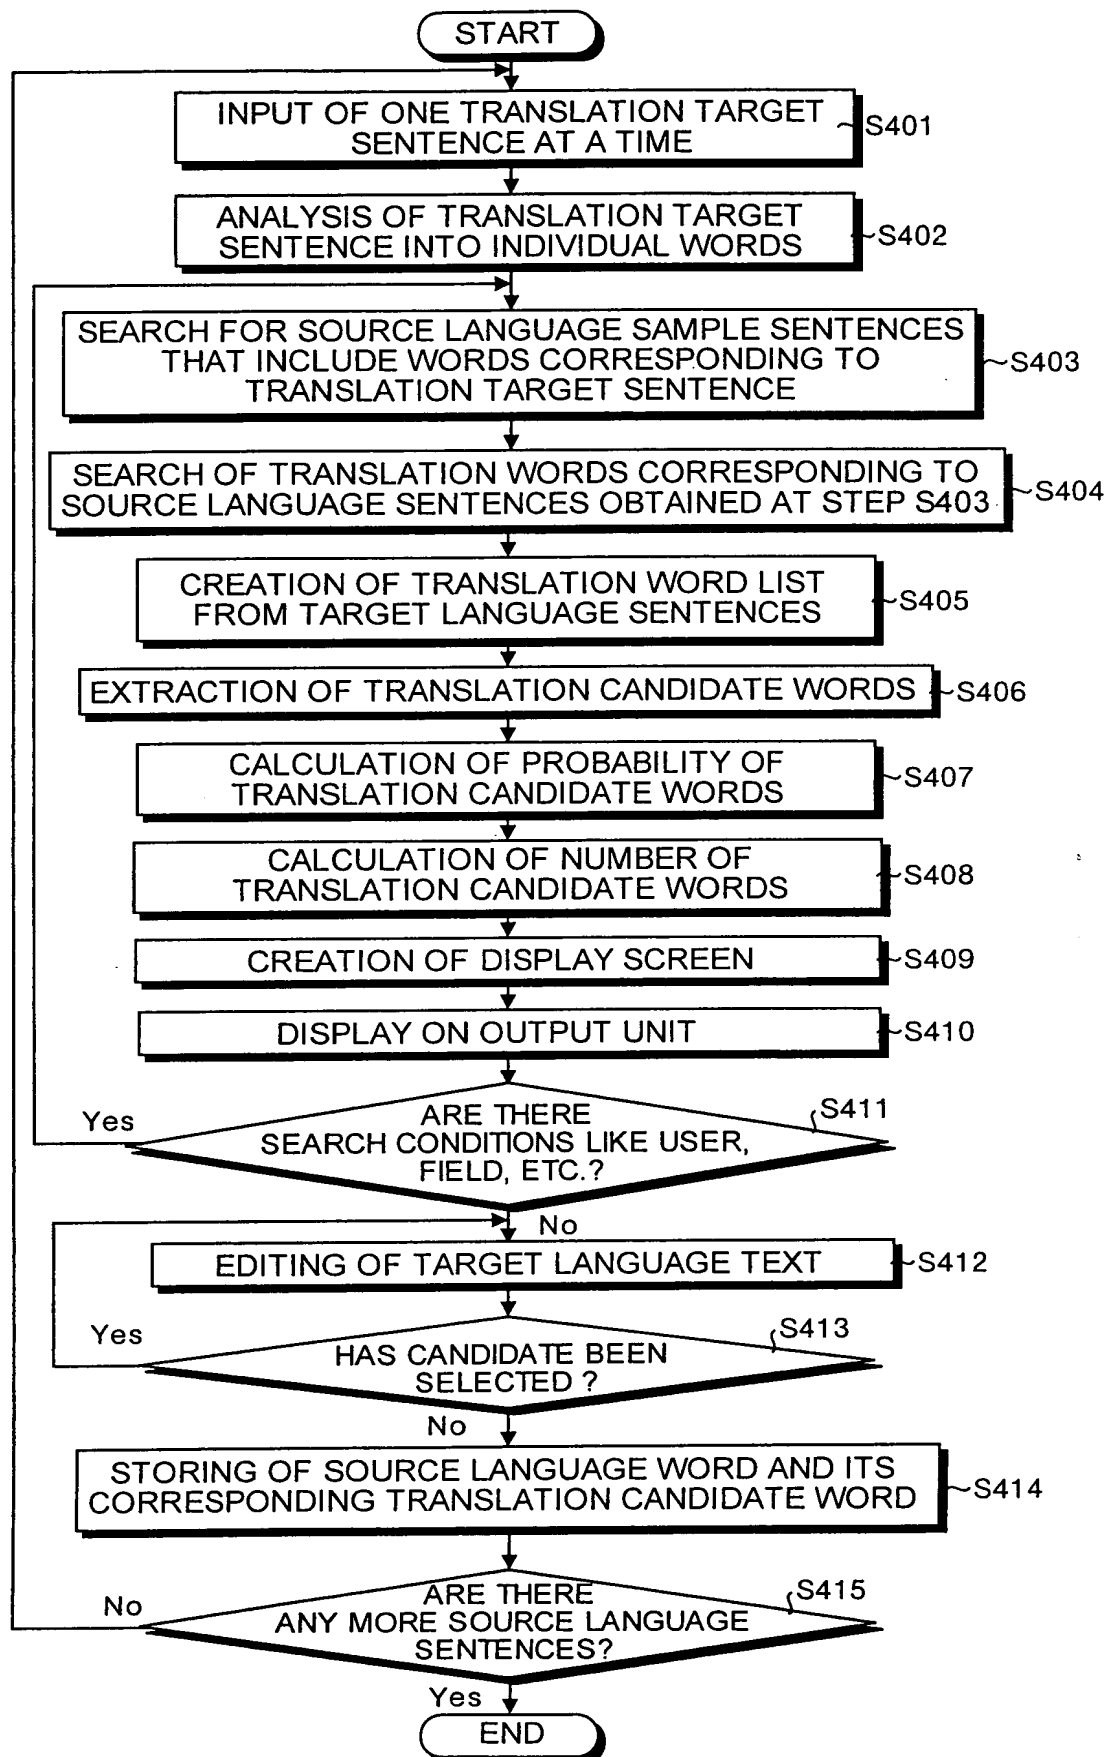 START
INPUT OF ONE TRANSLATION TARGET
SENTENCE AT A TIME
S401
ANALYSIS OF TRANSLATION TARGET
SENTENCE INTO INDIVIDUAL WORDS
S402
SEARCH FOR SOURCE LANGUAGE SAMPLE SENTENCES
THAT INCLUDE WORDS CORRESPONDING TO
TRANSLATION TARGET SENTENCE
S403
SEARCH OF TRANSLATION WORDS CORRESPONDING TO
SOURCE LANGUAGE SENTENCES OBTAINED AT STEP S403
S404
CREATION OF TRANSLATION WORD LIST
FROM TARGET LANGUAGE SENTENCES
S405
EXTRACTION OF TRANSLATION CANDIDATE WORDS
S406
CALCULATION OF PROBABILITY OF
TRANSLATION CANDIDATE WORDS
S407
CALCULATION OF NUMBER OF
TRANSLATION CANDIDATE WORDS
S408
CREATION OF DISPLAY SCREEN
S409
DISPLAY ON OUTPUT UNIT
S410
Yes
ARE THERE
SEARCH CONDITIONS LIKE USER,
FIELD, ETC.?
S411
No
EDITING OF TARGET LANGUAGE TEXT
S412
Yes
HAS CANDIDATE BEEN
SELECTED ?
S413
No
STORING OF SOURCE LANGUAGE WORD AND ITS
CORRESPONDING TRANSLATION CANDIDATE WORD
S414
No
ARE THERE
ANY MORE SOURCE LANGUAGE
SENTENCES?
S415
Yes
END